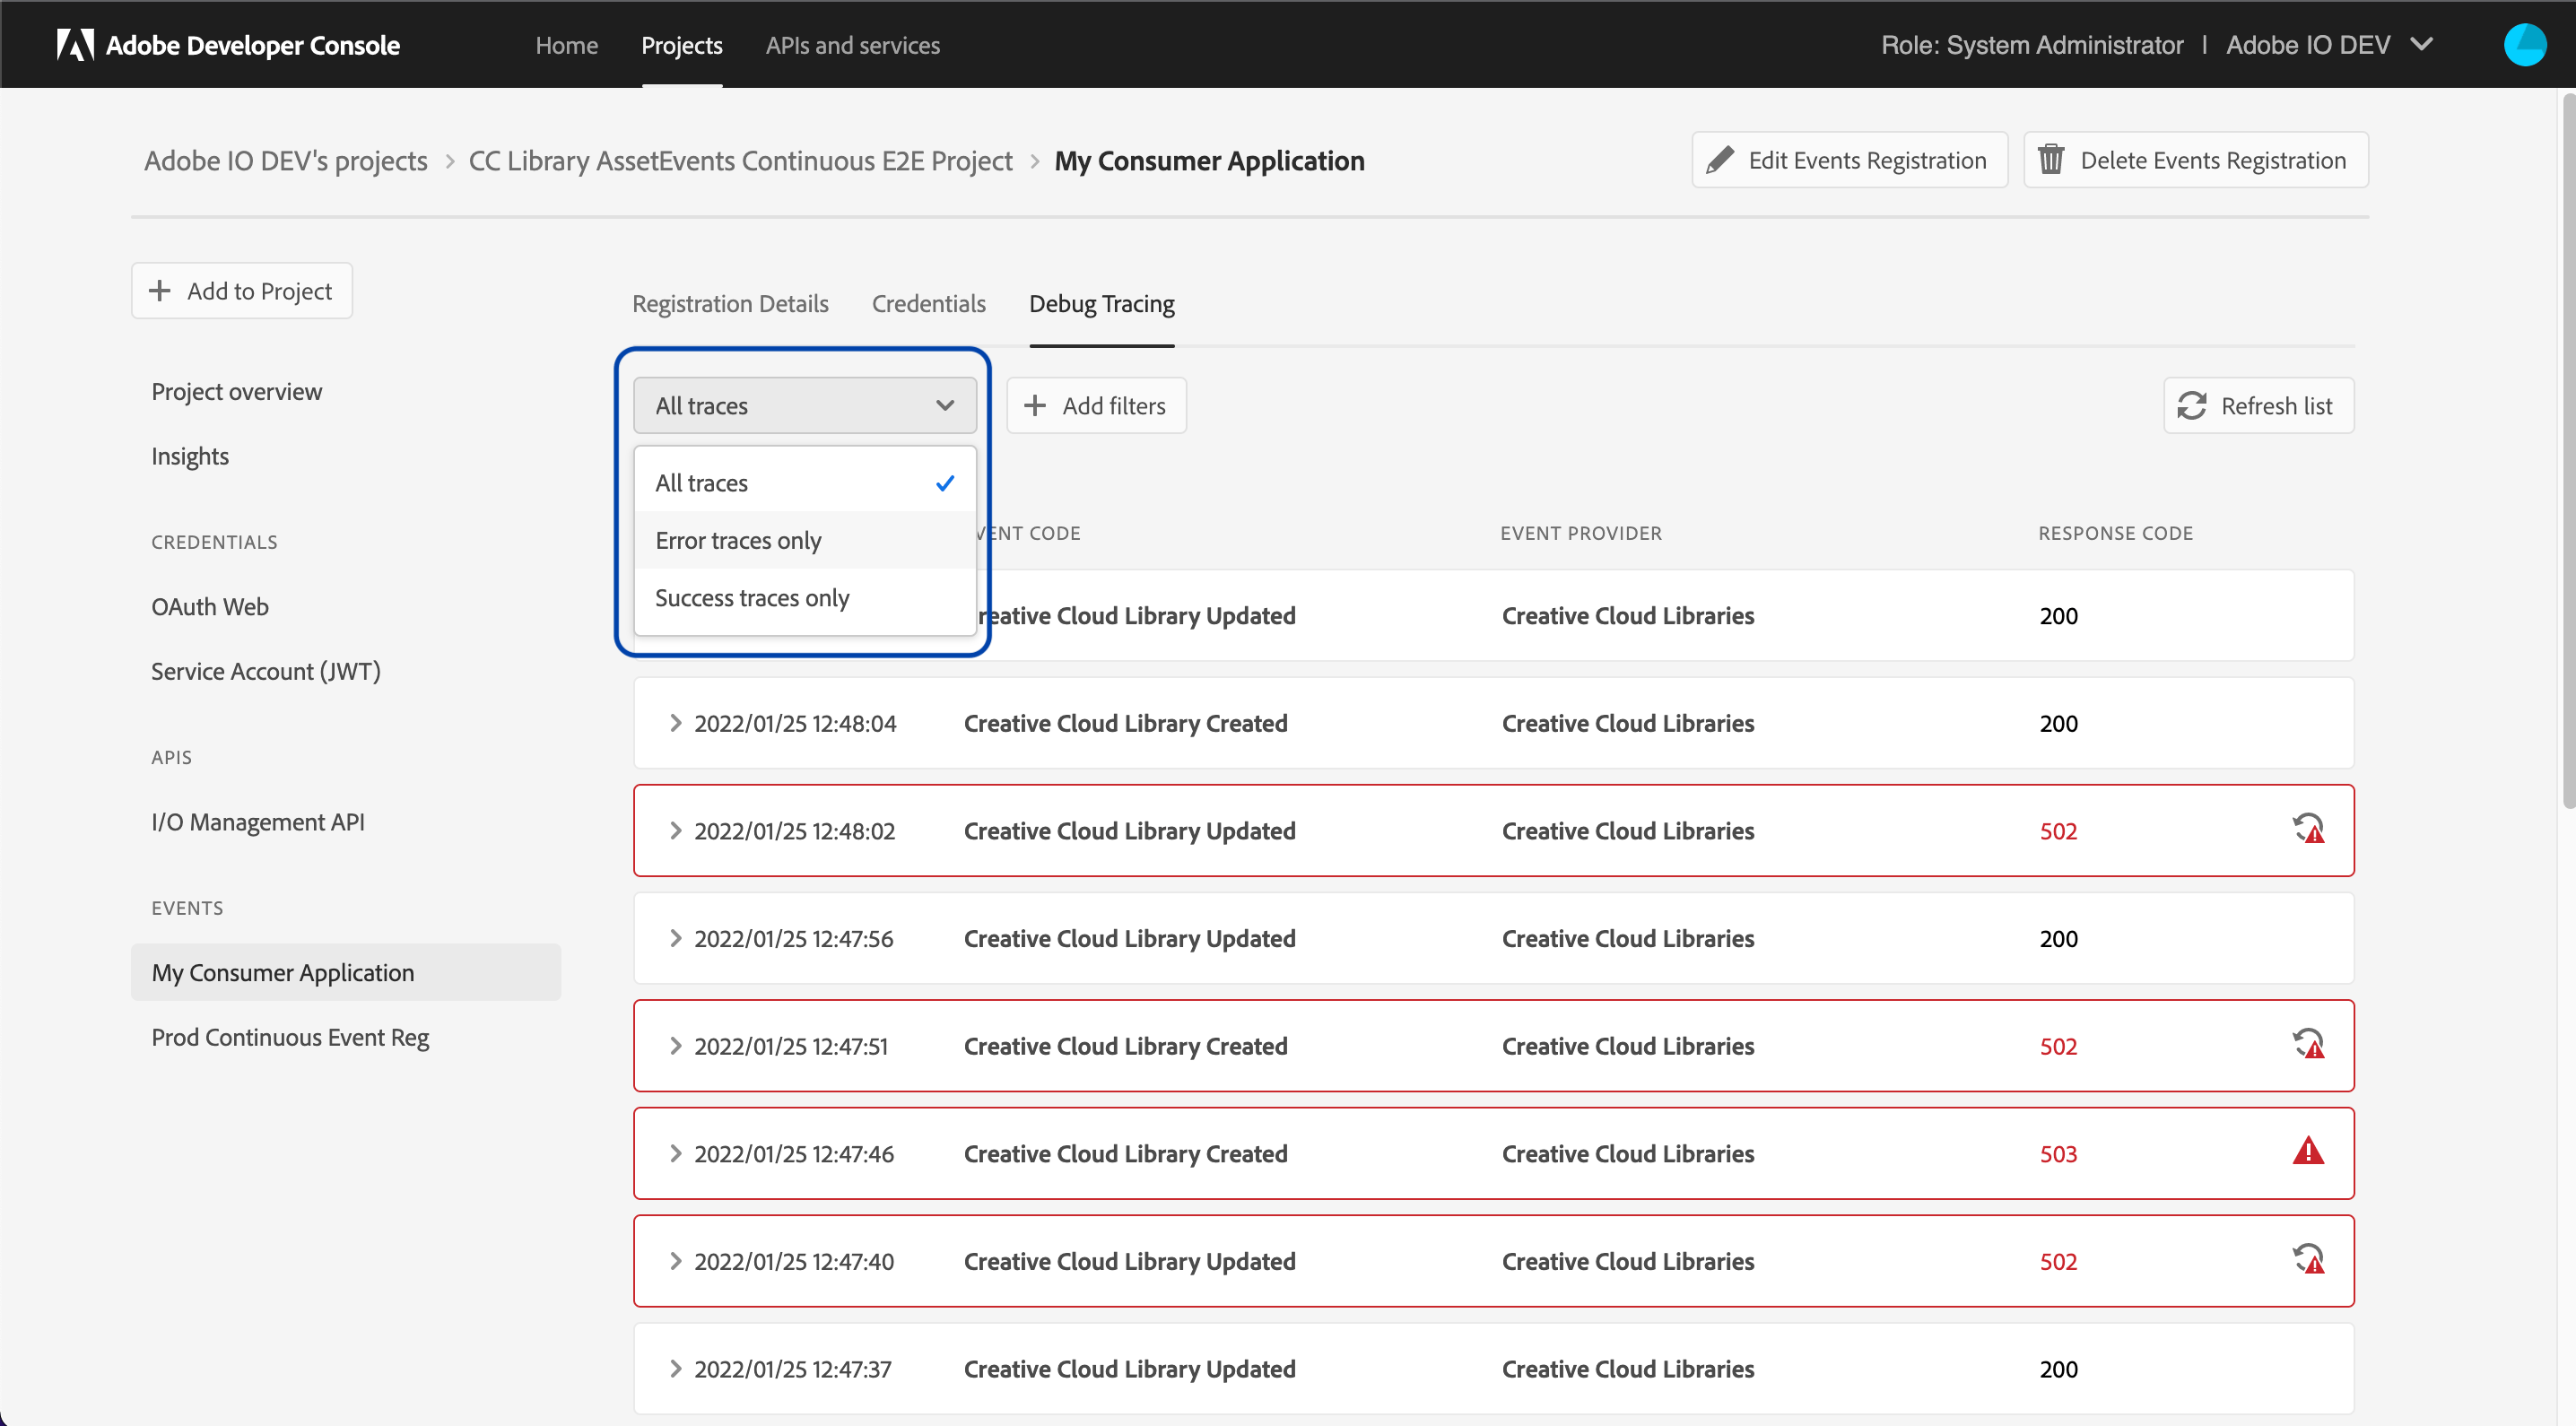 Adobe Developer Console Home Projects APIs and services Role: System Administrator | Adobe IO DEV
Adobe IO DEV's projects > CC Library AssetEvents Continuous E2E Project > My Consumer Application Edit Events Registration Delete Events Registration
Add to Project
Registration Details Credentials Debug Tracing
Project overview
All traces Add filters Refresh list
Insights
All traces
Error traces only
Success traces only
CREDENTIALS
OAuth Web
Service Account (JWT)
APIS
I/O Management API
EVENTS
My Consumer Application
Prod Continuous Event Reg
VENT CODE EVENT PROVIDER RESPONSE CODE
reative Cloud Library Updated Creative Cloud Libraries 200
2022/01/25 12:48:04 Creative Cloud Library Created Creative Cloud Libraries 200
2022/01/25 12:48:02 Creative Cloud Library Updated Creative Cloud Libraries 502
2022/01/25 12:47:56 Creative Cloud Library Updated Creative Cloud Libraries 200
2022/01/25 12:47:51 Creative Cloud Library Created Creative Cloud Libraries 502
2022/01/25 12:47:46 Creative Cloud Library Created Creative Cloud Libraries 503
2022/01/25 12:47:40 Creative Cloud Library Updated Creative Cloud Libraries 502
2022/01/25 12:47:37 Creative Cloud Library Updated Creative Cloud Libraries 200